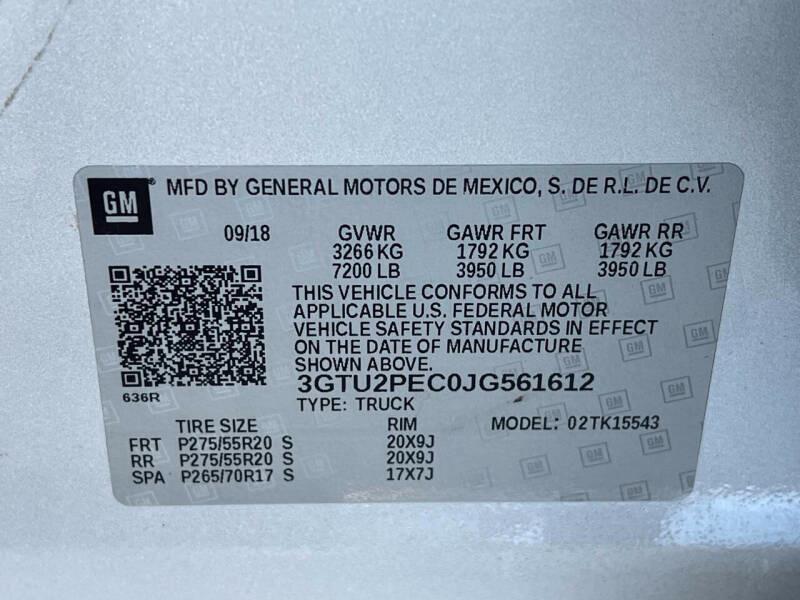 GM® MFD BY GENERAL MOTORS DE MEXICO, S. DE R.L. DE C.V.
09/18 GVWR GAWR FRT GAWR RR
3266 KG 1792 KG 1792 KG
7200 LB 3950 LB 3950 LB
THIS VEHICLE CONFORMS TO ALL
APPLICABLE U.S. FEDERAL MOTOR
VEHICLE SAFETY STANDARDS IN EFFECT
ON THE DATE OF MANUFACTURE
SHOWN ABOVE.
3GTU2PEC0JG561612
636R
TYPE: TRUCK
TIRE SIZE RIM MODEL: 02TK15543
FRT P275/55R20 S 20X9J
RR P275/55R20 S 20X9J
SPA P265/70R17 S 17X7J